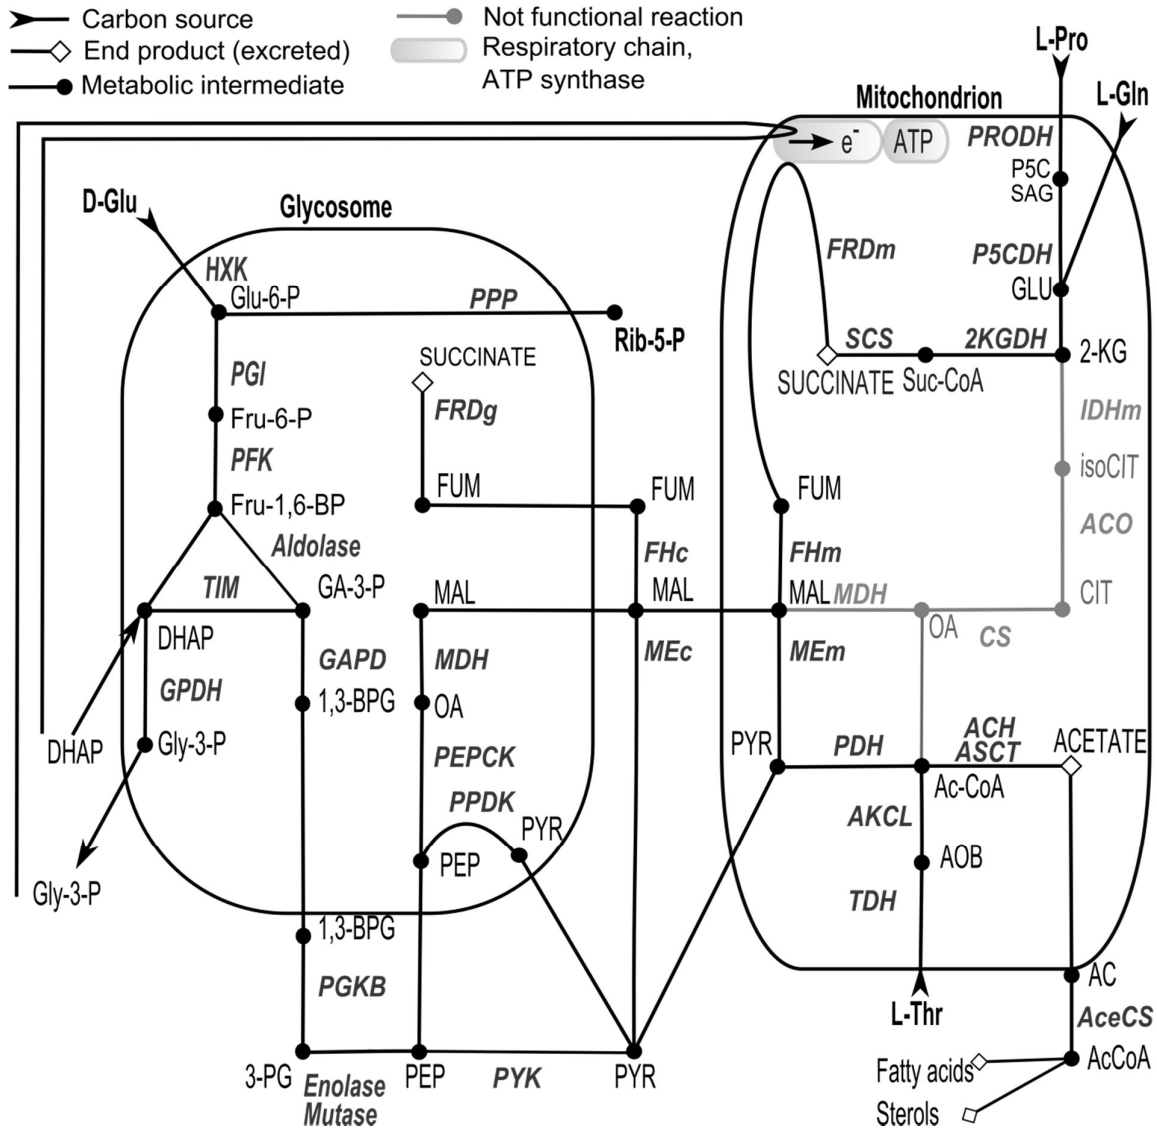 Carbon source
End product (excreted)
Metabolic intermediate
Not functional reaction
Respiratory chain,
ATP synthase
L-Pro
L-Gln
Mitochondrion
e-
ATP
PRODH
P5C
SAG
D-Glu
Glycosome
HXK
Glu-6-P
PPP
Rib-5-P
FRDm
P5CDH
GLU
SCS
2KGDH
2-KG
SUCCINATE
Suc-CoA
SUCCINATE
PGI
FRDg
Fru-6-P
IDHm
PFK
isoCIT
FUM
FUM
FUM
Fru-1,6-BP
ACO
Aldolase
FHc
FHm
TIM
GA-3-P
MAL
MAL
MAL
MDH
CIT
DHAP
OA
CS
GAPD
MDH
MEc
MEm
GPDH
1,3-BPG
OA
DHAP
Gly-3-P
PEPCK
PYR
PDH
ACH
ASCT
ACETATE
PPDK
Ac-CoA
PYR
AKCL
PEP
AOB
Gly-3-P
TDH
1,3-BPG
PGKB
AC
L-Thr
AceCS
3-PG
Enolase
Mutase
PEP
PYK
PYR
AcCoA
Fatty acids
Sterols